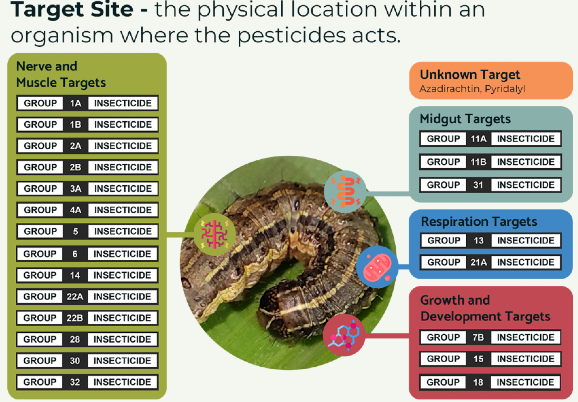 Target Site - the physical location within an
organism where the pesticides acts.
Nerve and
Muscle Targets
GROUP 1A INSECTICIDE
GROUP 1B INSECTICIDE
GROUP 2A INSECTICIDE
GROUP 2B INSECTICIDE
GROUP 3A INSECTICIDE
GROUP 4A INSECTICIDE
GROUP 5 INSECTICIDE
GROUP 6 INSECTICIDE
GROUP 14 INSECTICIDE
GROUP 22A INSECTICIDE
GROUP 22B INSECTICIDE
GROUP 28 INSECTICIDE
GROUP 30 INSECTICIDE
GROUP 32 INSECTICIDE
Unknown Target
Azadirachtin, Pyridalyl
Midgut Targets
GROUP 11A INSECTICIDE
GROUP 11B INSECTICIDE
GROUP 31 INSECTICIDE
Respiration Targets
GROUP 13 INSECTICIDE
GROUP 21A INSECTICIDE
Growth and
Development Targets
GROUP 7B INSECTICIDE
GROUP 15 INSECTICIDE
GROUP 18 INSECTICIDE